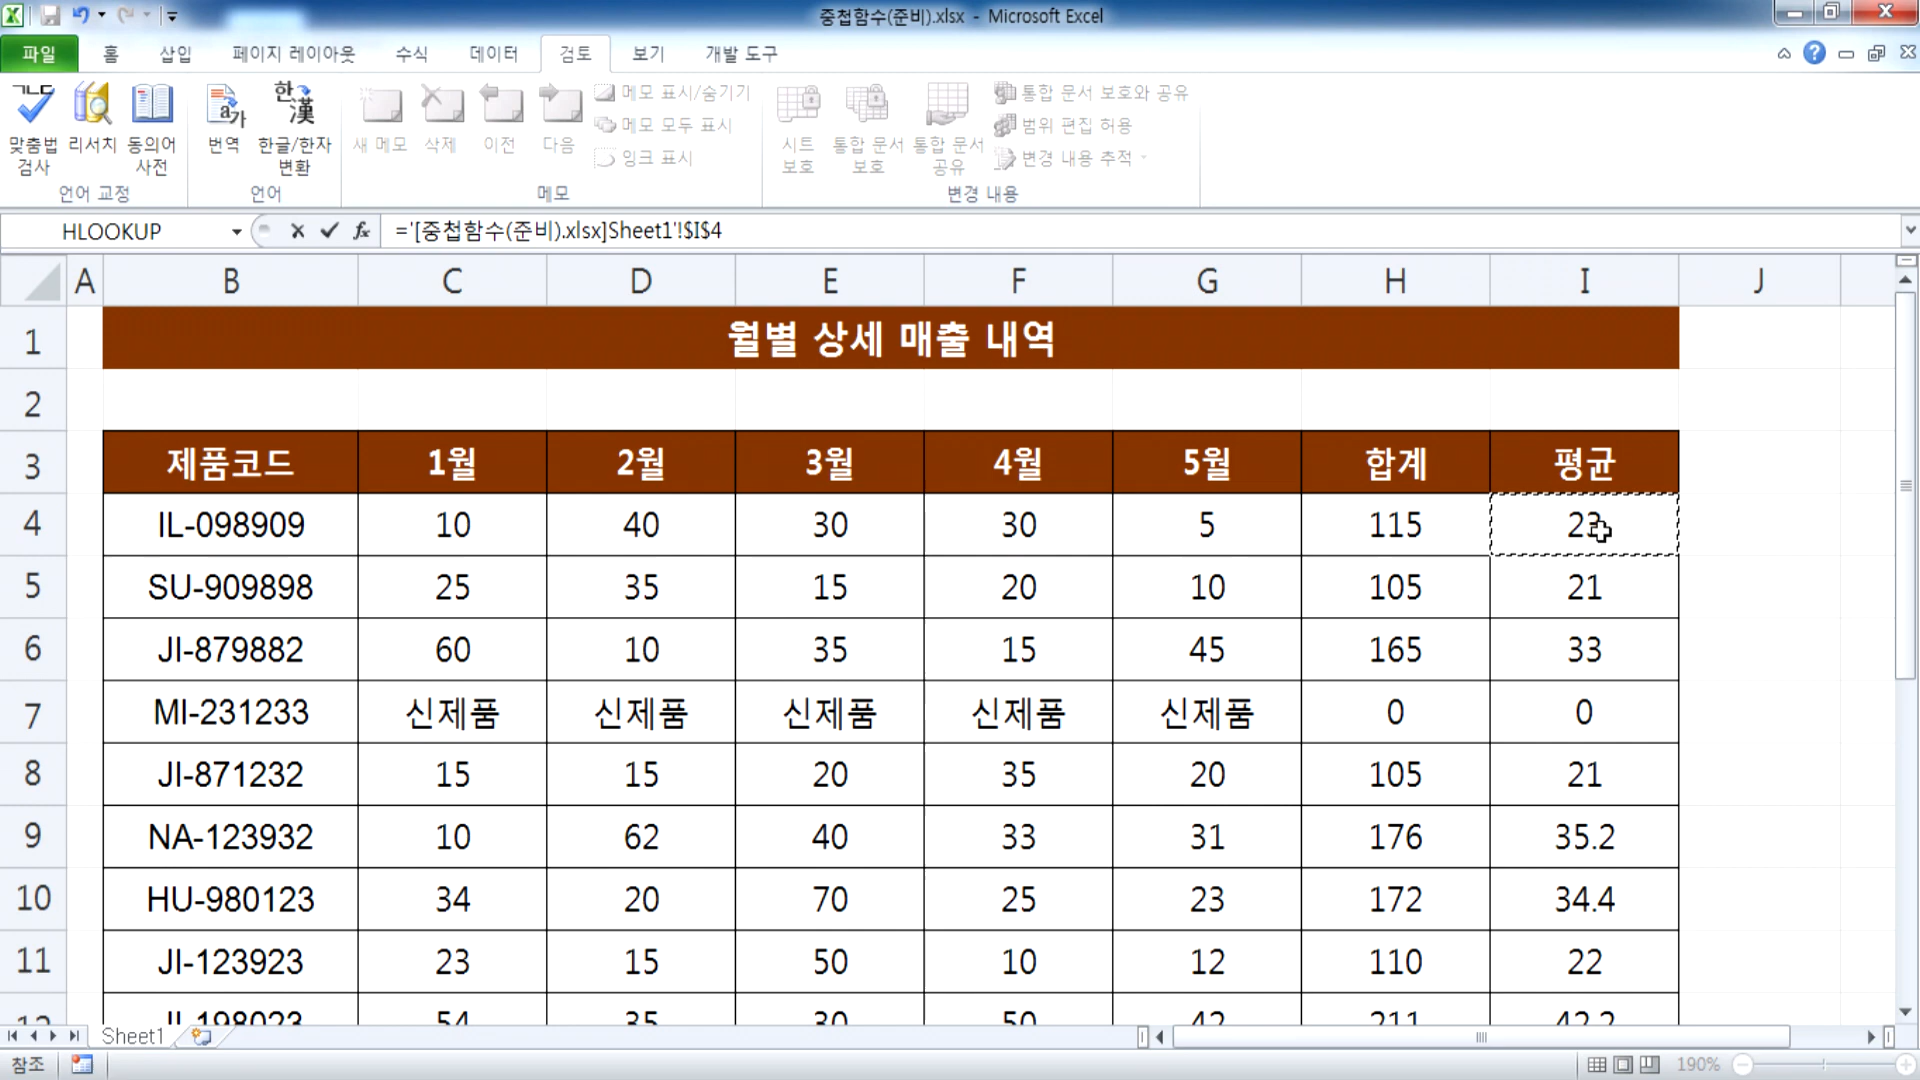 중첩함수(준비).xlsx - Microsoft Excel
파일 홈 삽입 페이지 레이아웃 수식 데이터 검토 보기 개발 도구
맞춤법 검사 리서치 동의어 사전 번역 한글/한자 변환 새 메모 삭제 이전 다음 메모 표시/숨기기 메모 모두 표시 잉크 표시 시트 보호 통합 문서 보호 통합 문서 공유 통합 문서 보호와 공유 범위 편집 허용 변경 내용 추적
언어 교정 언어 메모 변경 내용
HLOOKUP ='[중첩함수(준비).xlsx]Sheet1'!$I$4
A B C D E F G H I J
1 월별 상세 매출 내역
2
3 제품코드 1월 2월 3월 4월 5월 합계 평균
4 IL-098909 10 40 30 30 5 115 23
5 SU-909898 25 35 15 20 10 105 21
6 JI-879882 60 10 35 15 45 165 33
7 MI-231233 신제품 신제품 신제품 신제품 신제품 0 0
8 JI-871232 15 15 20 35 20 105 21
9 NA-123932 10 62 40 33 31 176 35.2
10 HU-980123 34 20 70 25 23 172 34.4
11 JI-123923 23 15 50 10 12 110 22
12 54 35 30 50 42 211 42.2
Sheet1
참조 190%